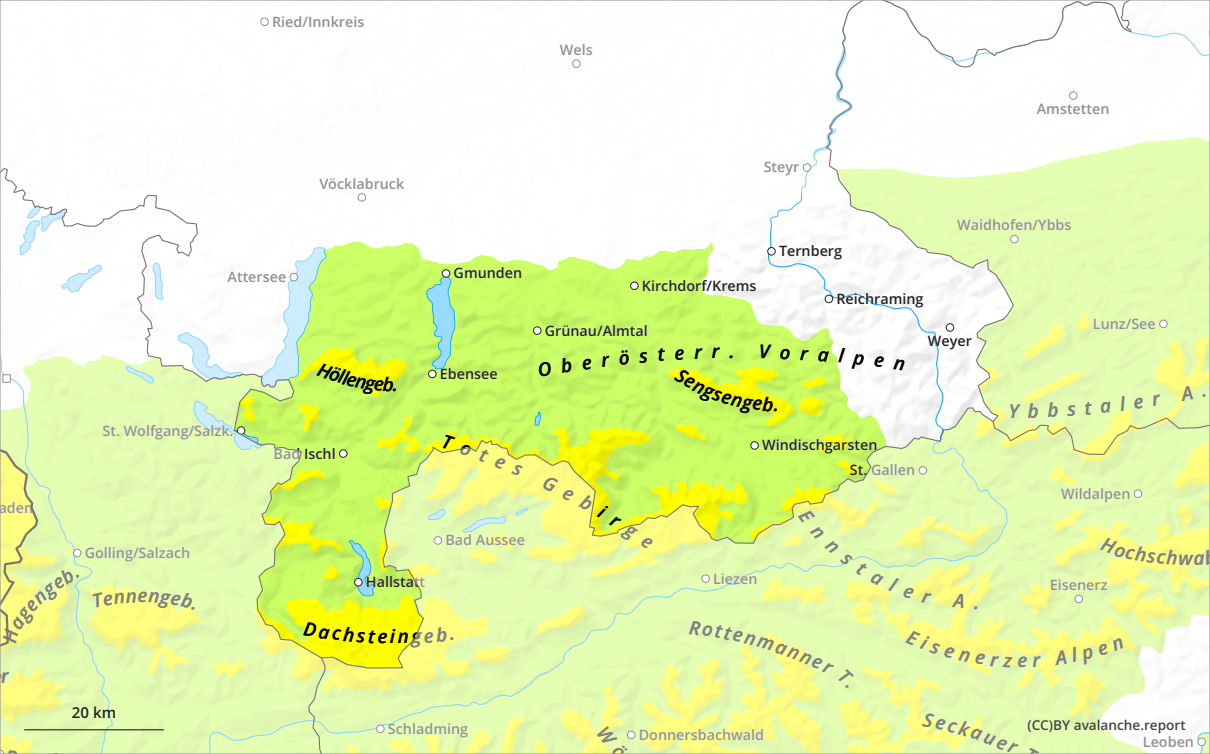 Ried/Innkreis
Wels
Amstetten
Steyr
Vöcklabruck
Waidhofen/Ybbs
Ternberg
Attersee
Gmunden
Kirchdorf/Krems
Reichraming
Lunz/See
Grünau/Almtal
Weyer
Oberösterr. Voralpen
Höllengeb.
Ebensee
Sengsengeb.
Ybbstaler A.
St. Wolfgang/Salzk.
Bad Ischl
Totes Gebirge
Windischgarsten
St. Gallen
Wildalpen
aden
Golling/Salzach
Bad Aussee
Ennstaler A.
Hochschwab
Hagengeb.
Tennengeb.
Hallstatt
Liezen
Eisenerz
Dachsteingeb.
Rottenmanner T.
Eisenerzer Alpen
r
20 km
Schladming
Wö
Donnersbachwald
Seckauer T
(CC)BY avalanche.report
Leoben